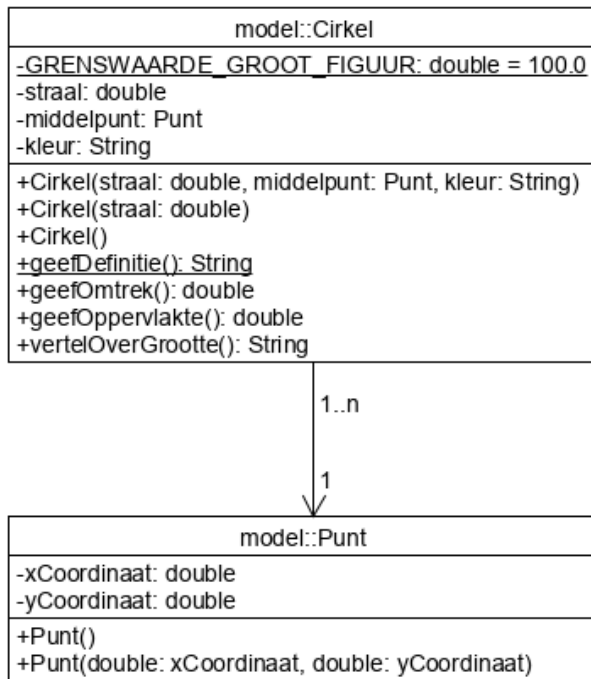 model::Cirkel
-GRENSWAARDE_GROOT_FIGUUR: double = 100.0
-straal: double
-middelpunt: Punt
-kleur: String
+Cirkel(straal: double, middelpunt: Punt, kleur: String)
+Cirkel(straal: double)
+Cirkel()
+geefDefinitie(): String
+geefOmtrek(): double
+geefOppervlakte(): double
+vertelOverGrootte(): String
1..n
1
model::Punt
-xCoordinaat: double
-yCoordinaat: double
+Punt()
+Punt(double: xCoordinaat, double: yCoordinaat)